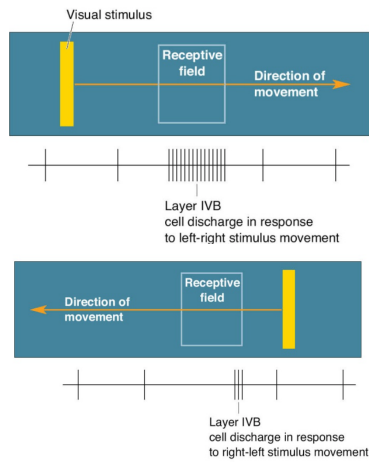 Visual stimulus
Receptive
field
Direction of
movement
Layer IVB
cell discharge in response
to left-right stimulus movement
Receptive
field
Direction of
movement
Layer IVB
cell discharge in response
to right-left stimulus movement